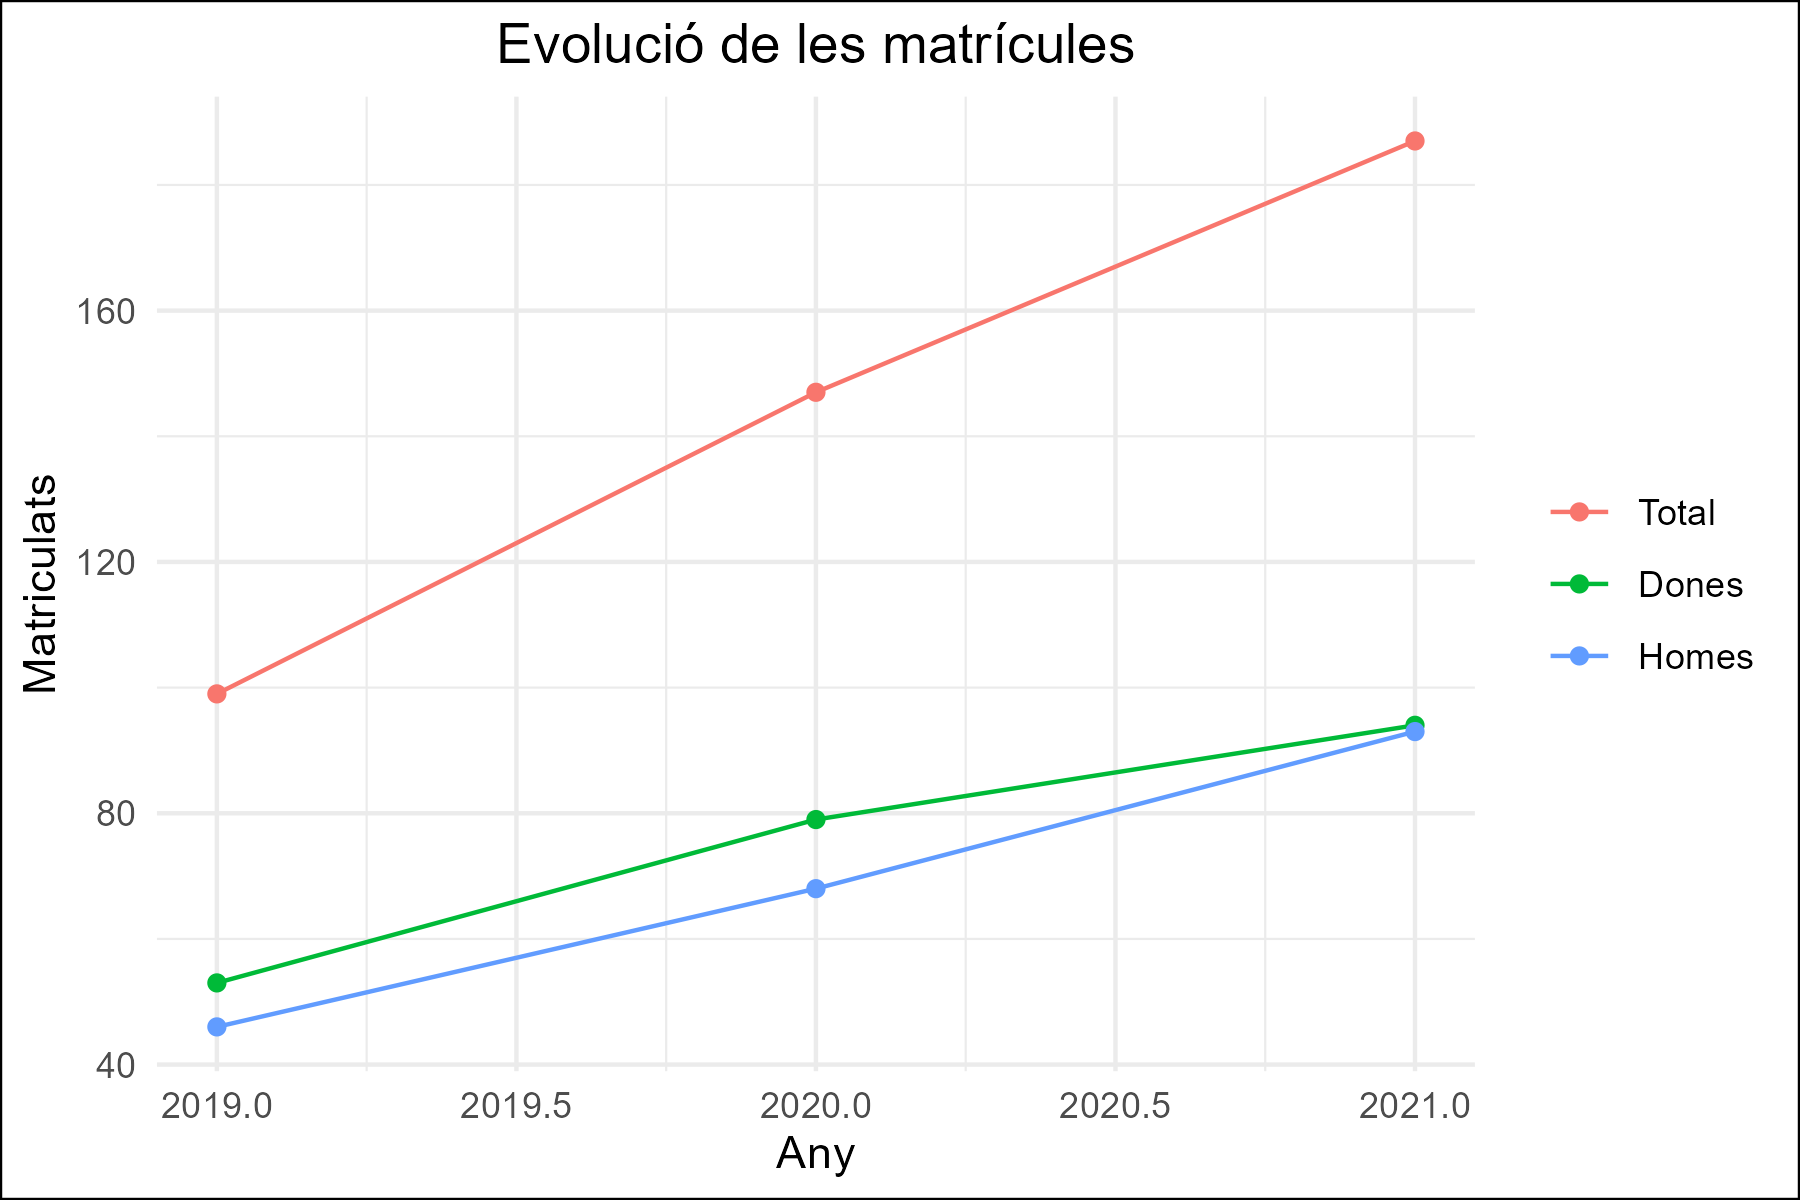 Evolució de les matrícules
Matriculats
160
120
80
40
2019.0 2019.5 2020.0 2020.5 2021.0
Any
Total
Dones
Homes